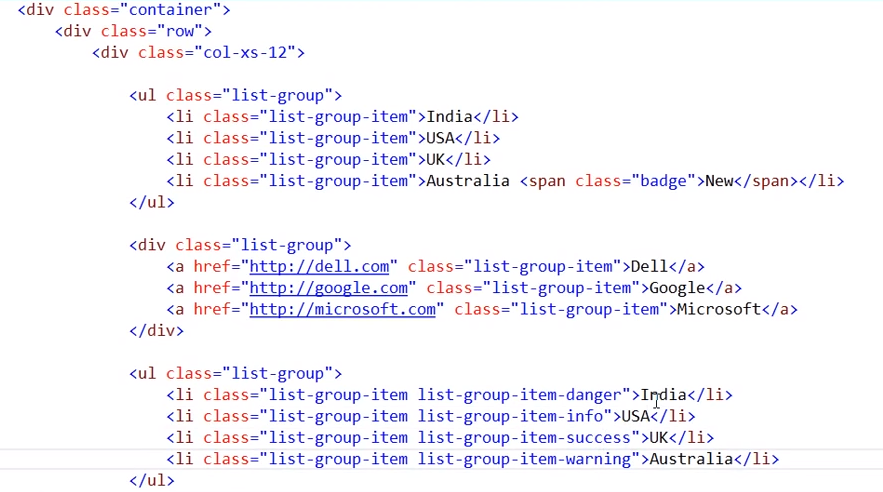 <div class="container">
<div class="row">
<div class="col-xs-12">
<ul class="list-group">
<li class="list-group-item">India</li>
<li class="list-group-item">USA</li>
<li class="list-group-item">UK</li>
<li class="list-group-item">Australia <span class="badge">New</span></li>
</ul>
<div class="list-group">
<a href="http://dell.com" class="list-group-item">Dell</a>
<a href="http://google.com" class="list-group-item">Google</a>
<a href="http://microsoft.com" class="list-group-item">Microsoft</a>
</div>
<ul class="list-group">
<li class="list-group-item list-group-item-danger">India</li>
<li class="list-group-item list-group-item-info">USA</li>
<li class="list-group-item list-group-item-success">UK</li>
<li class="list-group-item list-group-item-warning">Australia</li>
</ul>